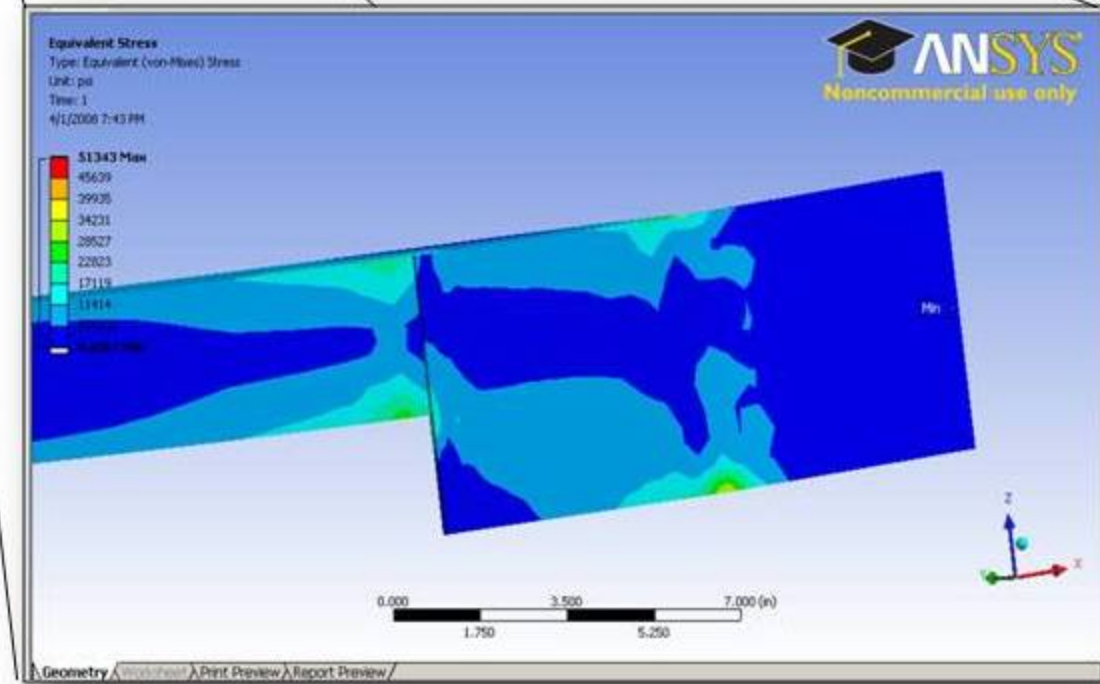 Equivalent Stress
Type: Equivalent (von-Mises) Stress
Unit: psi
Time: 1
4/1/2008 7:43 PM
ANSYS
Noncommercial use only
51343 Max
45639
39935
34231
28527
22823
17119
11414
Min
Z
X
Y
0.000 3.500 7.000 (in)
1.750 5.250
Geometry Worksheet Print Preview Report Preview